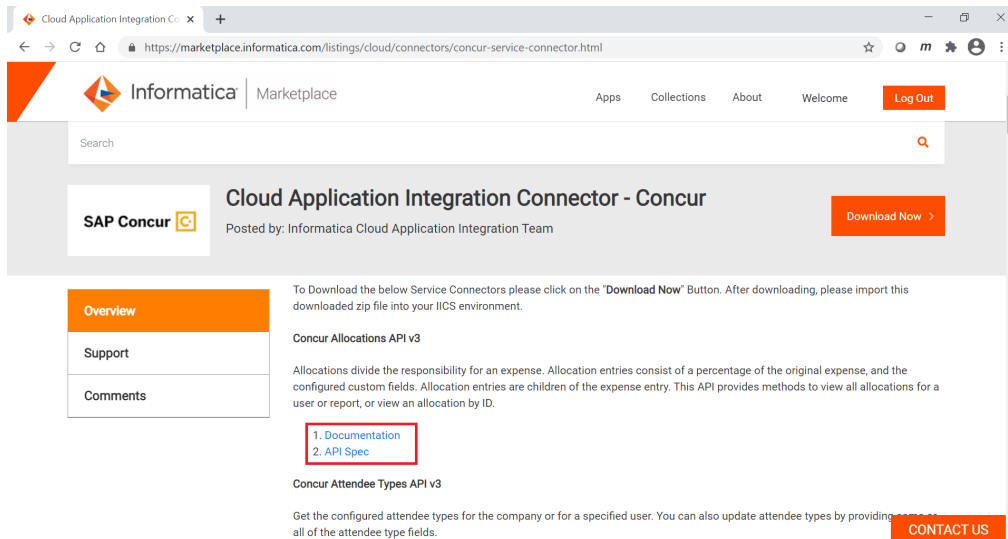 Cloud Application Integration Co
https://marketplace.informatica.com/listings/cloud/connectors/concur-service-connector.html
m
Informatica Marketplace
Apps Collections About Welcome Log Out
Search
SAP Concur C
Cloud Application Integration Connector - Concur
Posted by: Informatica Cloud Application Integration Team
Download Now >
Overview
Support
Comments
To Download the below Service Connectors please click on the "Download Now" Button. After downloading, please import this
downloaded zip file into your IICS environment.
Concur Allocations API v3
Allocations divide the responsibility for an expense. Allocation entries consist of a percentage of the original expense, and the
configured custom fields. Allocation entries are children of the expense entry. This API provides methods to view all allocations for a
user or report, or view an allocation by ID.
1. Documentation
2. API Spec
Concur Attendee Types API v3
Get the configured attendee types for the company or for a specified user. You can also update attendee types by providing
all of the attendee type fields.
CONTACT US